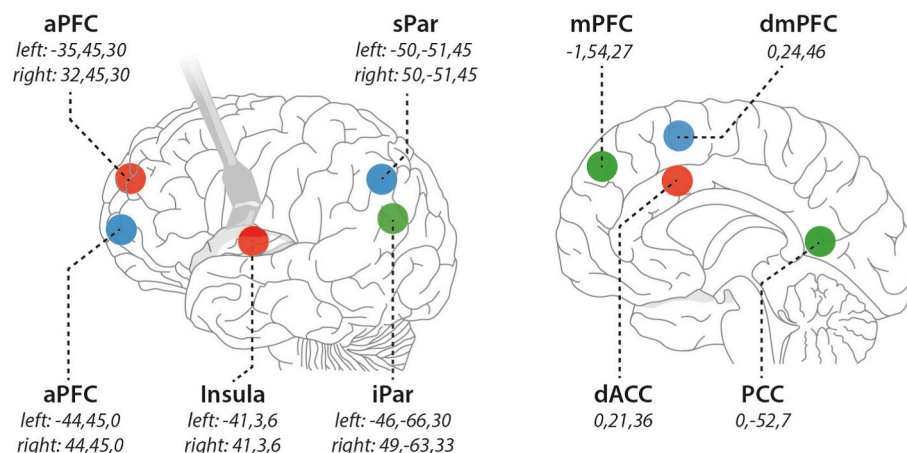 aPFC
left: -35,45,30
right: 32,45,30
sPar
left: -50,-51,45
right: 50,-51,45
mPFC
-1,54,27
dmPFC
0,24,46
aPFC
left: -44,45,0
right: 44,45,0
Insula
left: -41,3,6
right: 41,3,6
iPar
left: -46,-66,30
right: 49,-63,33
dACC
0,21,36
PCC
0,-52,7